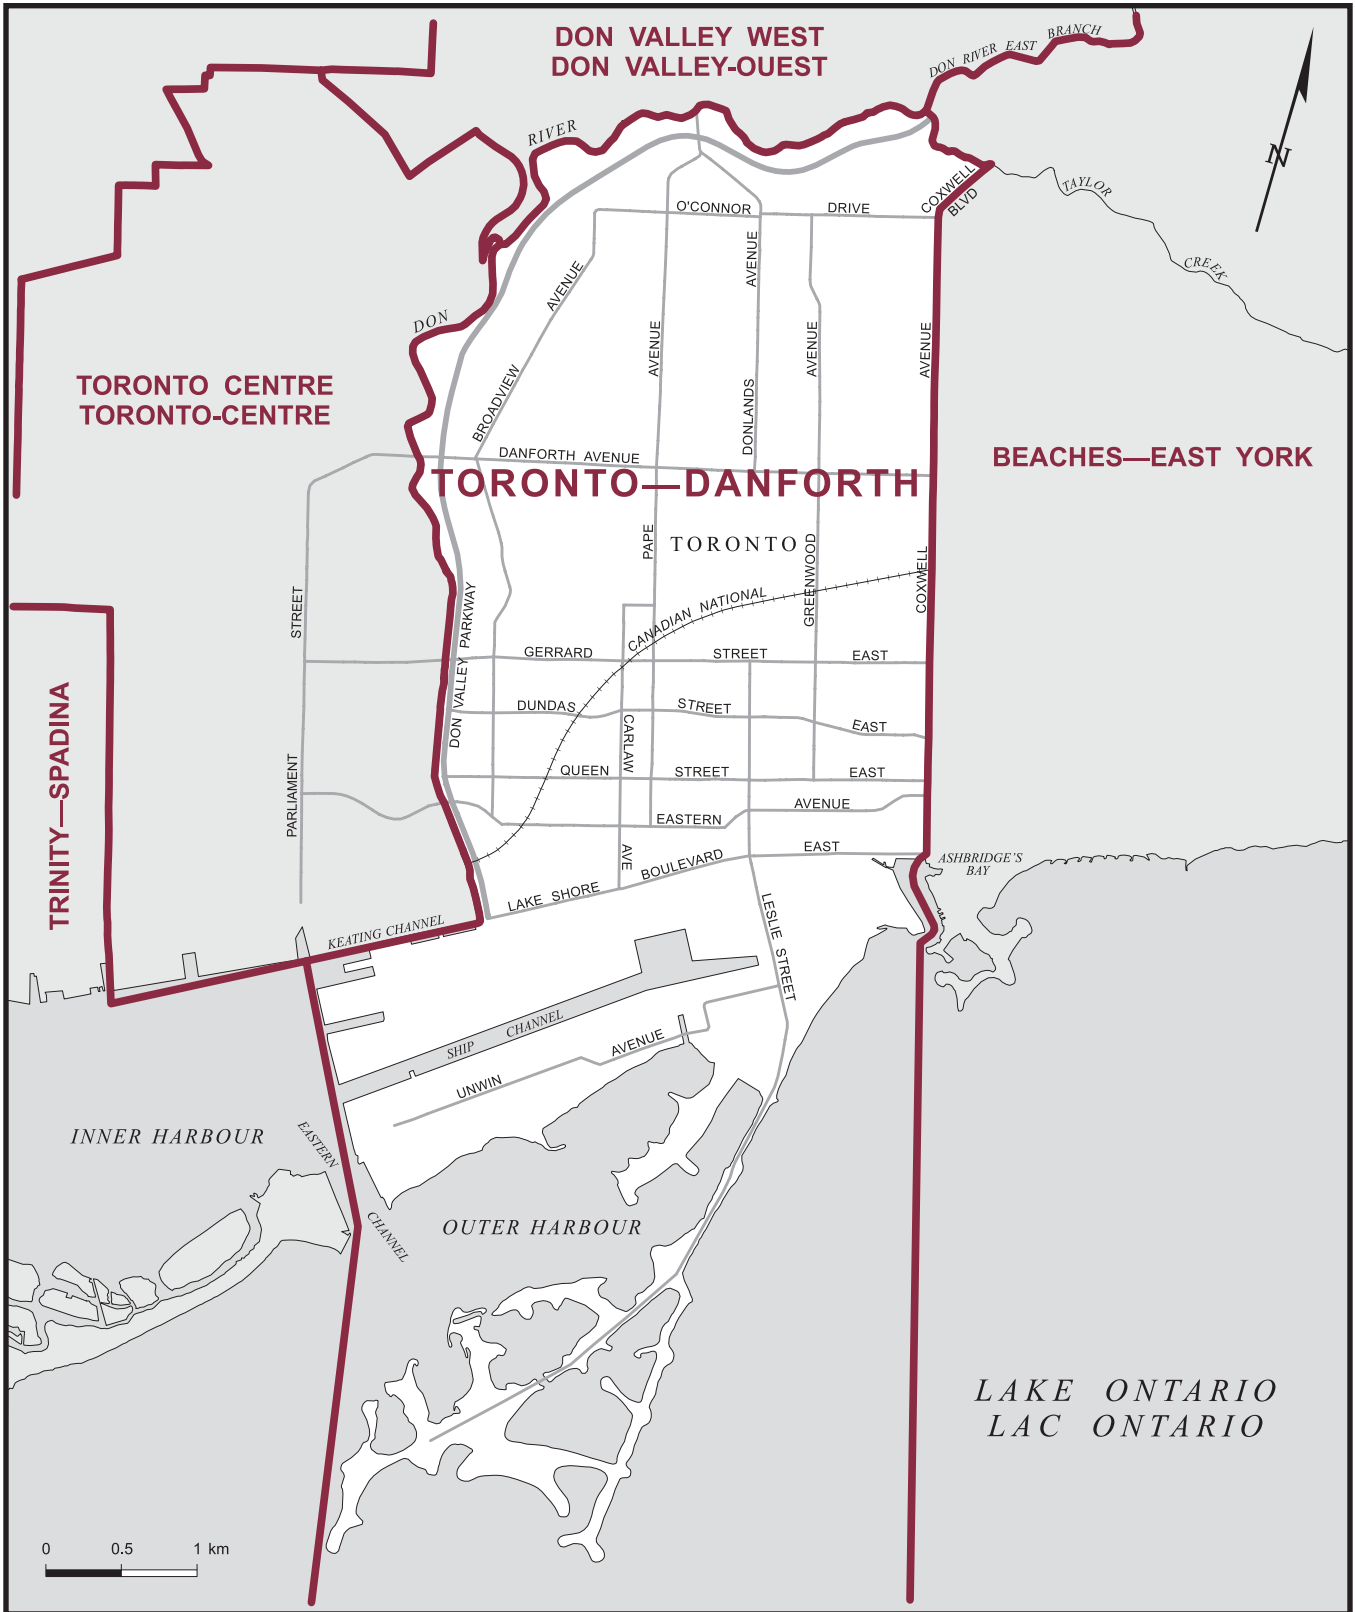 DON VALLEY WEST
DON VALLEY-OUEST
DON RIVER EAST BRANCH
N
RIVER
TAYLOR
CREEK
COXWELL
BLVD
O'CONNOR DRIVE
AVENUE
AVENUE
DON
AVENUE
AVENUE
AVENUE
TORONTO CENTRE
TORONTO-CENTRE
BROADVIEW
DONLANDS
DANFORTH AVENUE
BEACHES—EAST YORK
TORONTO—DANFORTH
PAPE
TORONTO
GREENWOOD
COXWELL
STREET
CANADIAN NATIONAL
DON VALLEY PARKWAY
GERRARD STREET EAST
TRINITY—SPADINA
DUNDAS STREET EAST
CARLAW
QUEEN STREET EAST
PARLIAMENT
AVENUE
EASTERN
AVE
EAST
ASHBRIDGE'S
BAY
LAKE SHORE BOULEVARD
LESLIE STREET
KEATING CHANNEL
SHIP CHANNEL
UNWIN AVENUE
INNER HARBOUR
EASTERN
CHANNEL
OUTER HARBOUR
LAKE ONTARIO
LAC ONTARIO
0 0.5 1 km